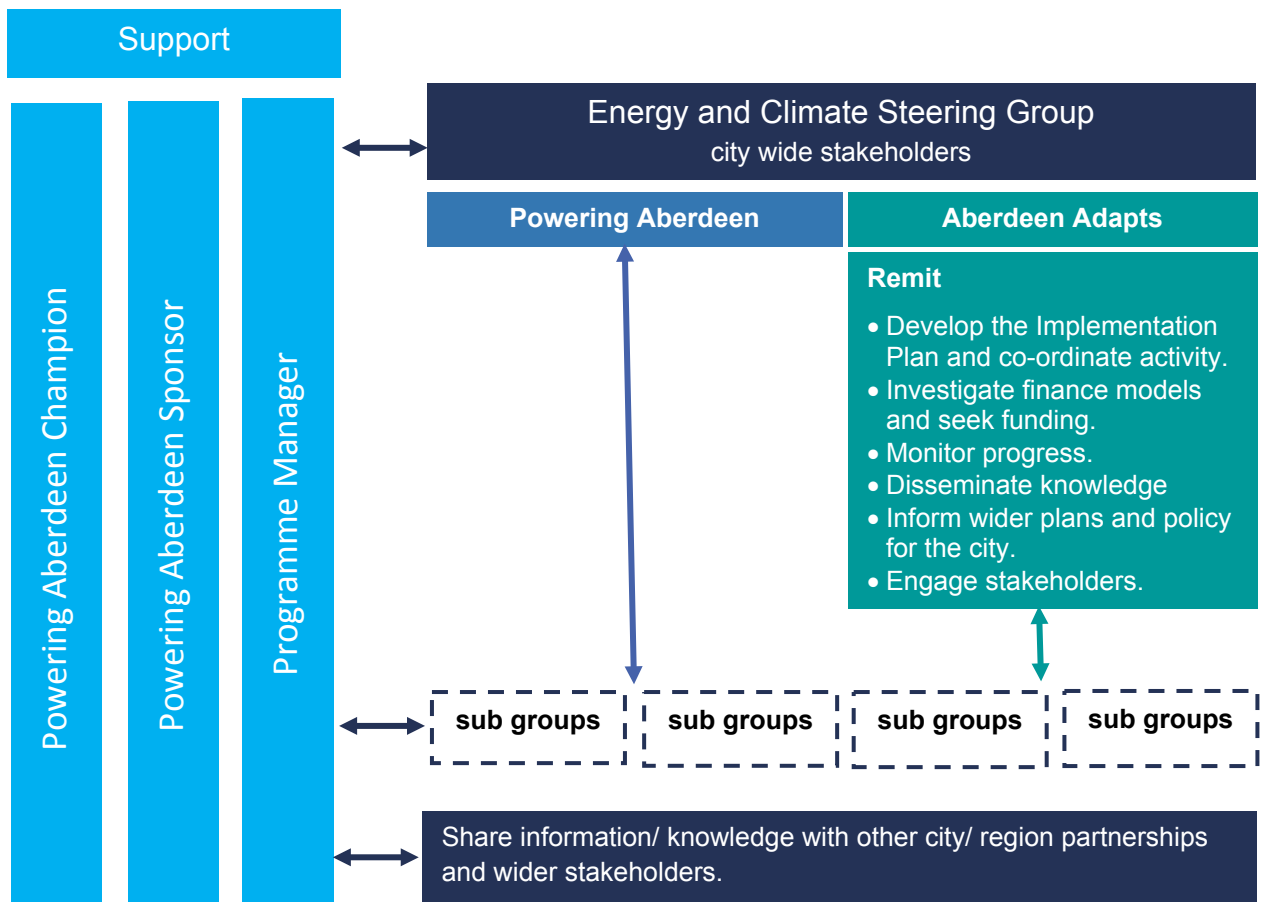 Support
Powering Aberdeen Champion
Powering Aberdeen Sponsor
Programme Manager
Energy and Climate Steering Group
city wide stakeholders
Powering Aberdeen
Aberdeen Adapts
Remit
• Develop the Implementation
Plan and co-ordinate activity.
• Investigate finance models
and seek funding.
• Monitor progress.
• Disseminate knowledge
• Inform wider plans and policy
for the city.
• Engage stakeholders.
sub groups
sub groups
sub groups
sub groups
Share information/ knowledge with other city/ region partnerships
and wider stakeholders.